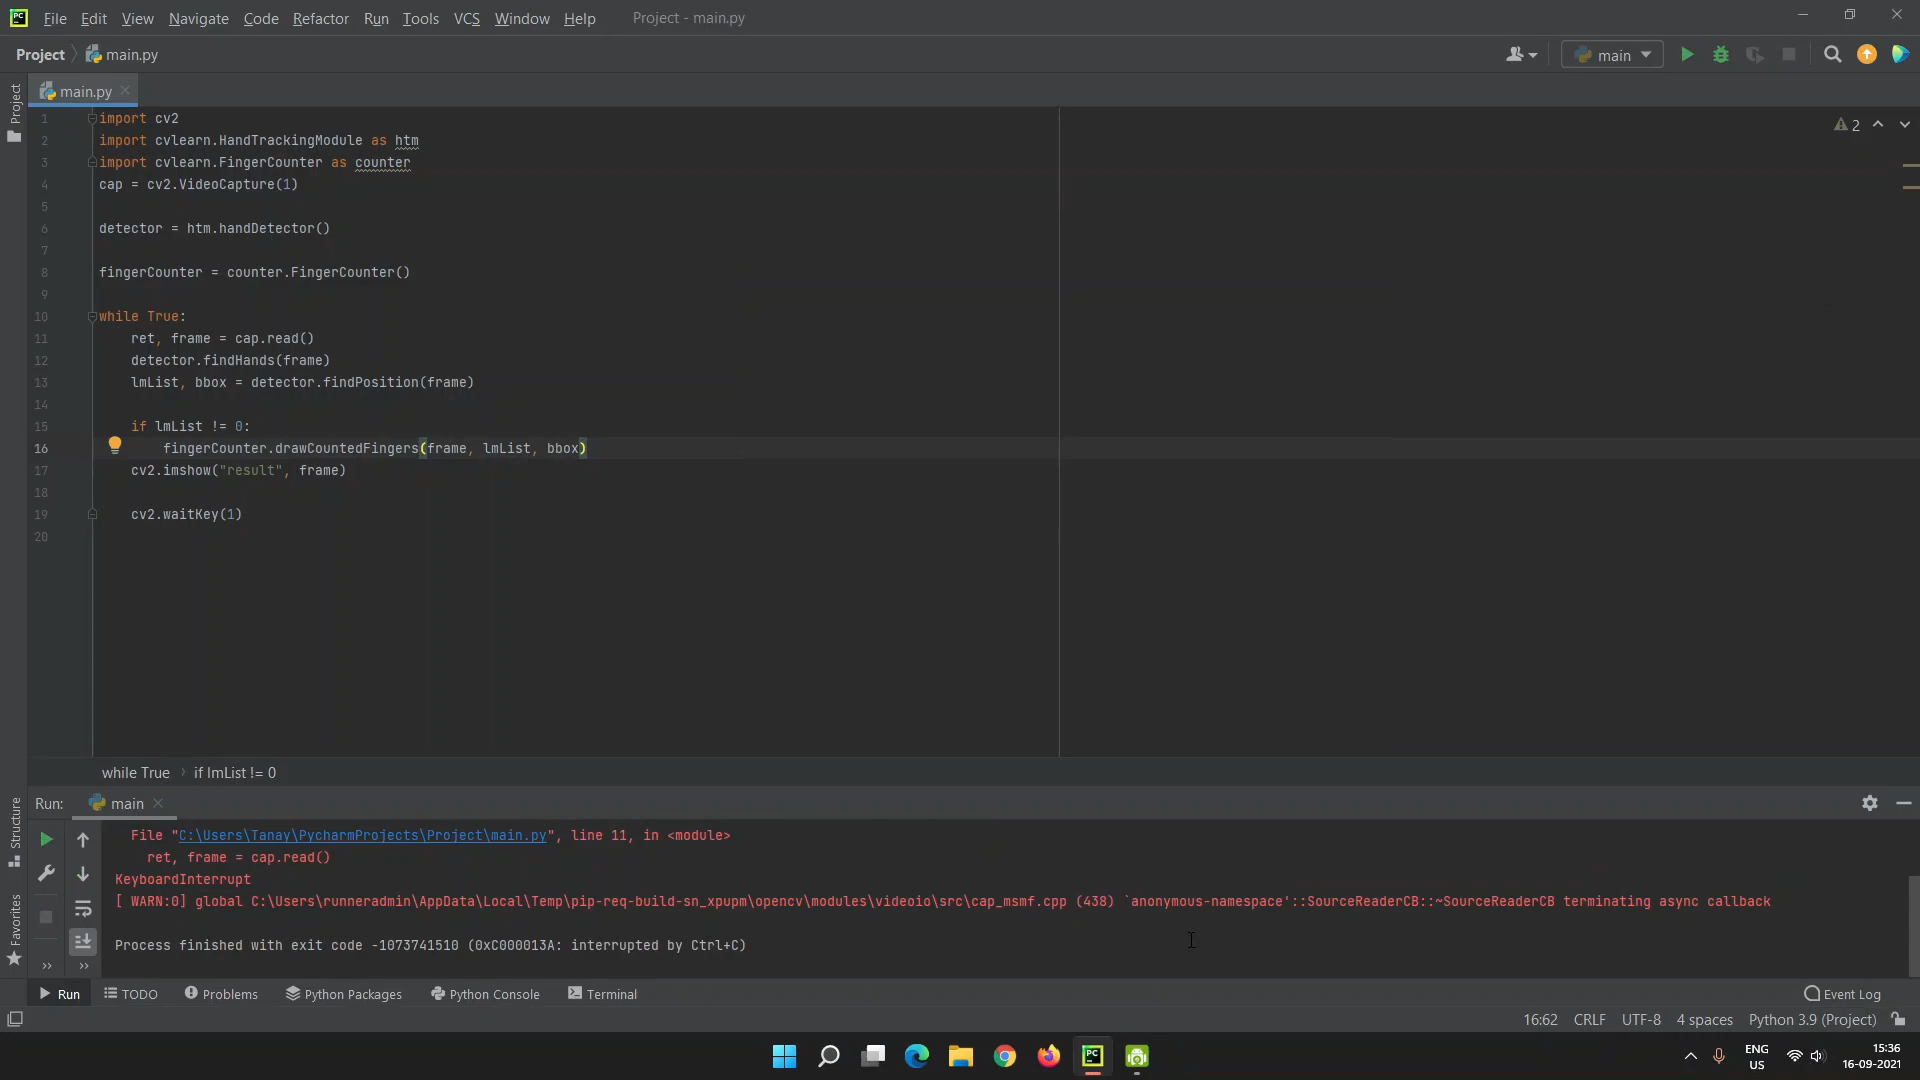 File Edit View Navigate Code Refactor Run Tools VCS Window Help Project - main.py
Project main.py main
Project
main.py
1 import cv2
2 import cvlearn.HandTrackingModule as htm
3 import cvlearn.FingerCounter as counter
4 cap = cv2.VideoCapture(1)
5
6 detector = htm.handDetector()
7
8 fingerCounter = counter.FingerCounter()
9
10 while True:
11 ret, frame = cap.read()
12 detector.findHands(frame)
13 lmList, bbox = detector.findPosition(frame)
14
15 if lmList != 0:
16 fingerCounter.drawCountedFingers(frame, lmList, bbox)
17 cv2.imshow("result", frame)
18
19 cv2.waitKey(1)
20
2
while True if lmList != 0
Structure
Favorites
Run: main
File "C:\Users\Tanay\PycharmProjects\Project\main.py", line 11, in <module>
ret, frame = cap.read()
KeyboardInterrupt
[ WARN:0] global C:\Users\runneradmin\AppData\Local\Temp\pip-req-build-sn_xpupm\opencv\modules\videoio\src\cap_msmf.cpp (438) `anonymous-namespace'::SourceReaderCB::~SourceReaderCB terminating async callback
Process finished with exit code -1073741510 (0xC000013A: interrupted by Ctrl+C)
Run TODO Problems Python Packages Python Console Terminal Event Log
16:62 CRLF UTF-8 4 spaces Python 3.9 (Project)
ENG
US
15:36
16-09-2021